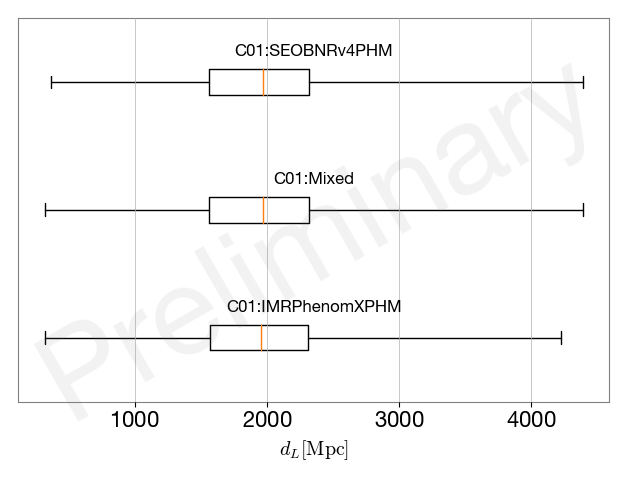 C01:SEOBNRv4PHM
C01:Mixed
C01:IMRPhenomXPHM
Preliminary
1000 2000 3000 4000
d_L [Mpc]